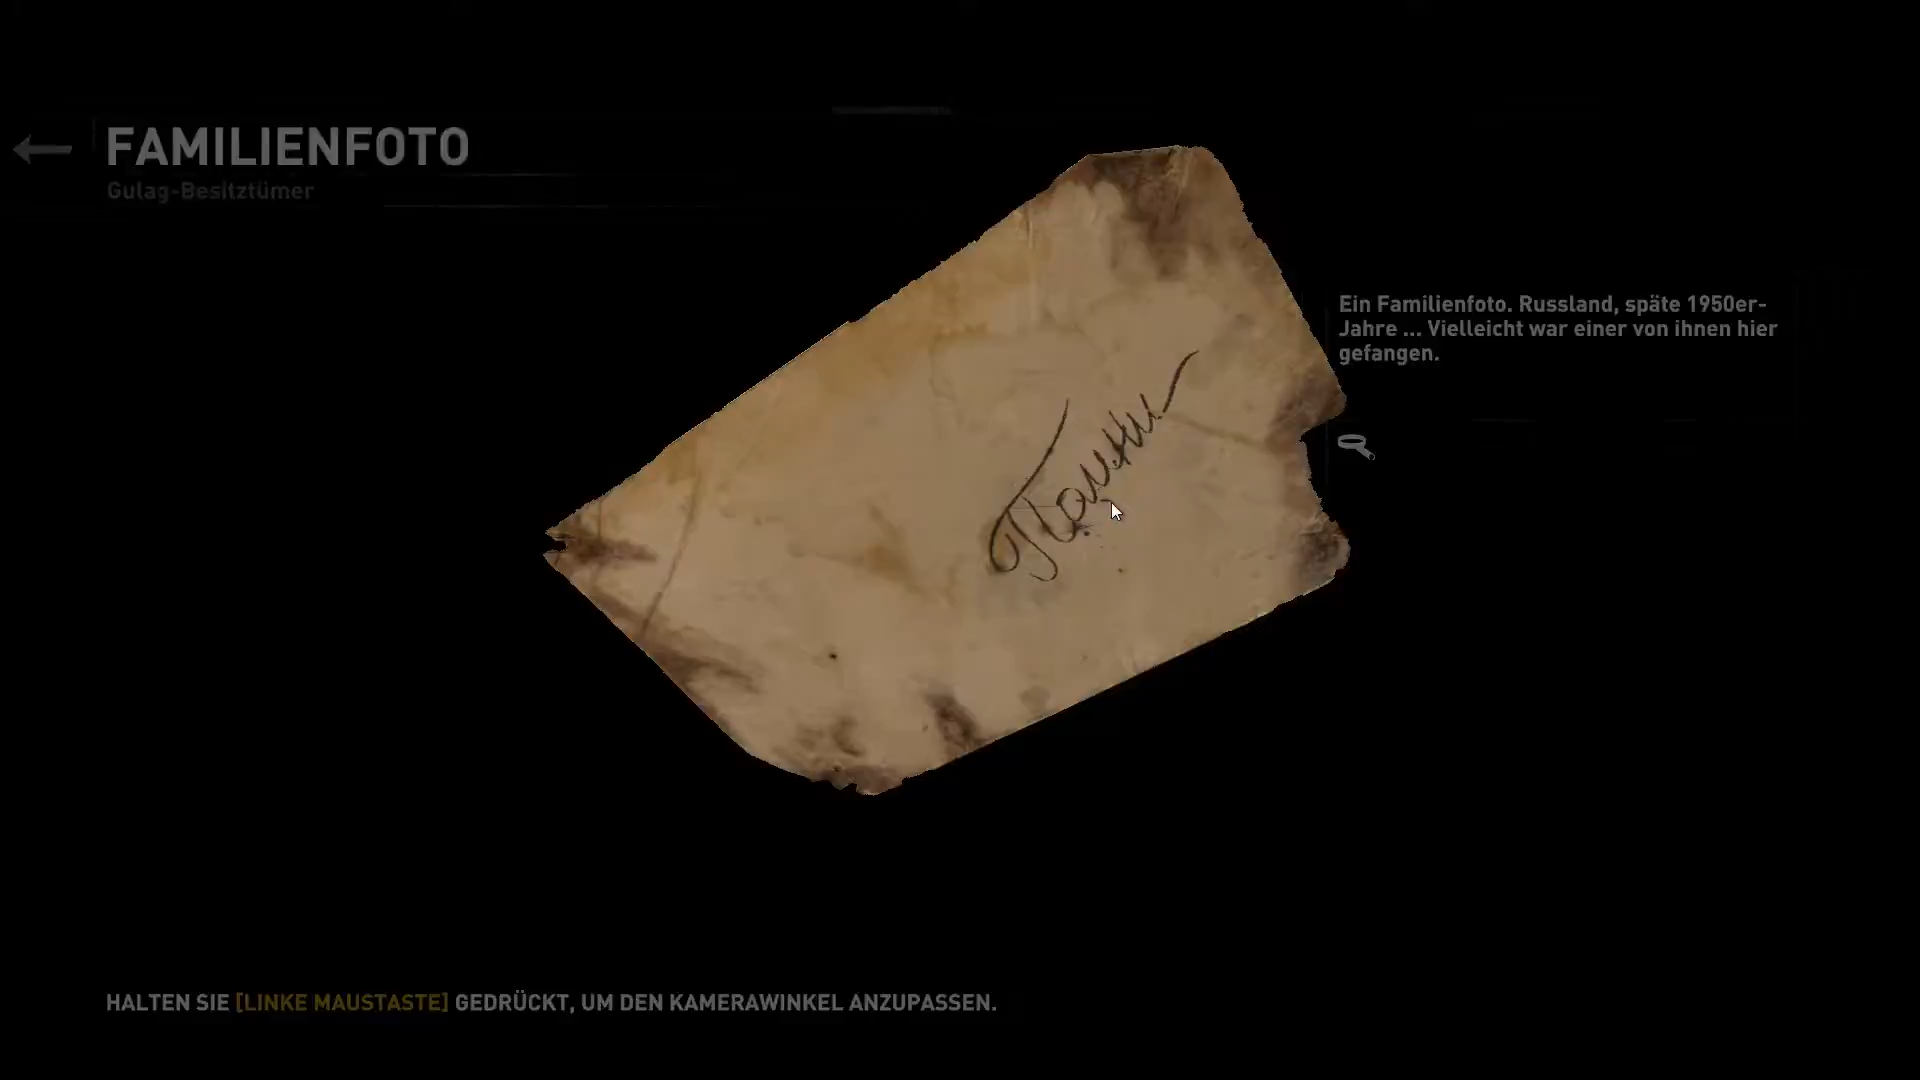 FAMILIENFOTO
Gulag-Besitztümer
Ein Familienfoto. Russland, späte 1950er-
Jahre ... Vielleicht war einer von ihnen hier
gefangen.
HALTEN SIE [LINKE MAUSTASTE] GEDRÜCKT, UM DEN KAMERAWINKEL ANZUPASSEN.